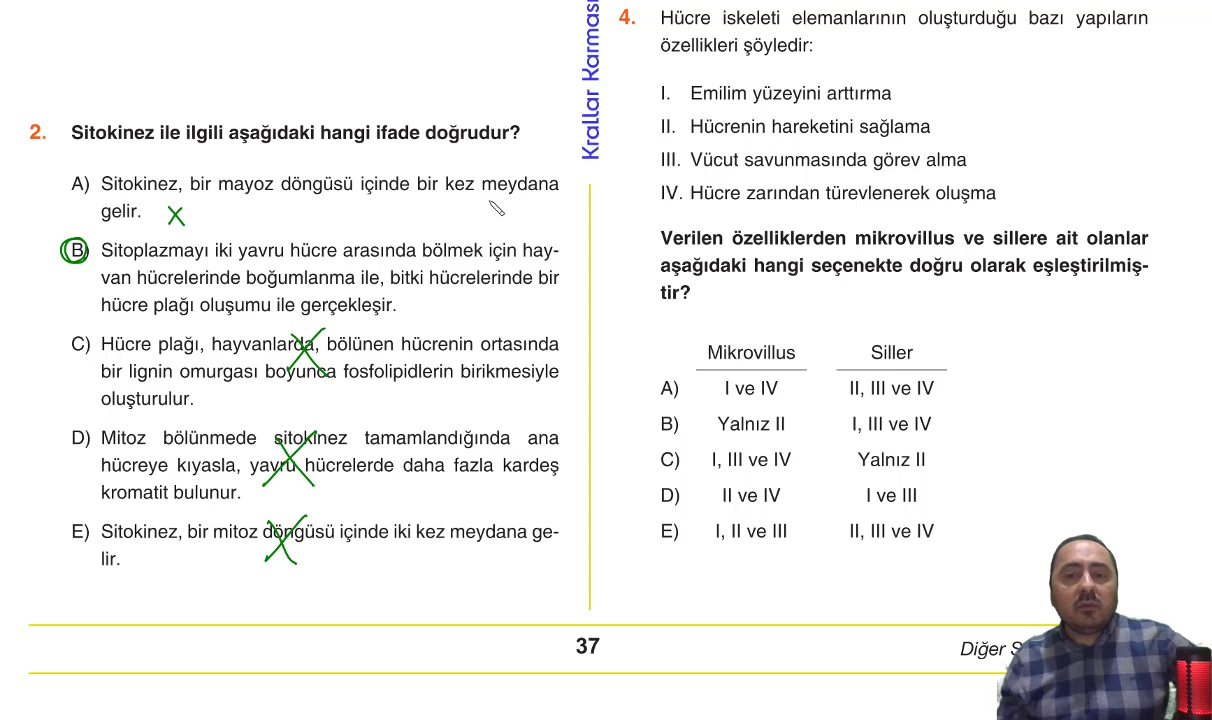 2. Sitokinez ile ilgili aşağıdaki hangi ifade doğrudur?
A) Sitokinez, bir mayoz döngüsü içinde bir kez meydana
gelir.
B) Sitoplazmayı iki yavru hücre arasında bölmek için hay-
van hücrelerinde boğumlanma ile, bitki hücrelerinde bir
hücre plağı oluşumu ile gerçekleşir.
C) Hücre plağı, hayvanlarda, bölünen hücrenin ortasında
bir lignin omurgası boyunca fosfolipidlerin birikmesiyle
oluşturulur.
D) Mitoz bölünmede sitokinez tamamlandığında ana
hücreye kıyasla, yavru hücrelerde daha fazla kardeş
kromatit bulunur.
E) Sitokinez, bir mitoz döngüsü içinde iki kez meydana ge-
lir.
Krallar Karması
4. Hücre iskeleti elemanlarının oluşturduğu bazı yapıların
özellikleri şöyledir:
I. Emilim yüzeyini arttırma
II. Hücrenin hareketini sağlama
III. Vücut savunmasında görev alma
IV. Hücre zarından türevlenerek oluşma
Verilen özelliklerden mikrovillus ve sillere ait olanlar
aşağıdaki hangi seçenekte doğru olarak eşleştirilmiş-
tir?
Mikrovillus Siller
A) I ve IV II, III ve IV
B) Yalnız II I, III ve IV
C) I, III ve IV Yalnız II
D) II ve IV I ve III
E) I, II ve III II, III ve IV
37
Diğer